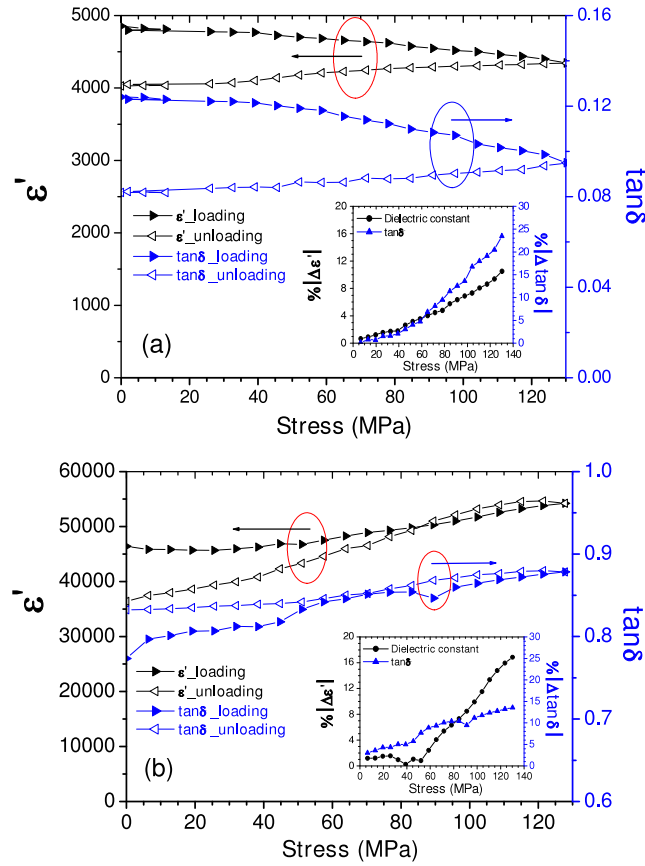 (a)
5000
4000
3000
2000
1000
0
ε'
0.16
0.12
0.08
0.04
0.00
tanδ
ε'_loading
ε'_unloading
tanδ_loading
tanδ_unloading
20
16
12
8
4
0
%|Δε'|
Dielectric constant
tanδ
30
25
20
15
10
5
0
%|Δtanδ|
0 20 40 60 80 100 120 140
Stress (MPa)
0 20 40 60 80 100 120
Stress (MPa)
(b)
60000
50000
40000
30000
20000
10000
0
ε'
1.0
0.9
0.8
0.7
0.6
tanδ
ε'_loading
ε'_unloading
tanδ_loading
tanδ_unloading
20
16
12
8
4
0
%|Δε'|
Dielectric constant
tanδ
30
25
20
15
10
5
0
%|Δtanδ|
0 20 40 60 80 100 120 140
Stress (MPa)
0 20 40 60 80 100 120
Stress (MPa)